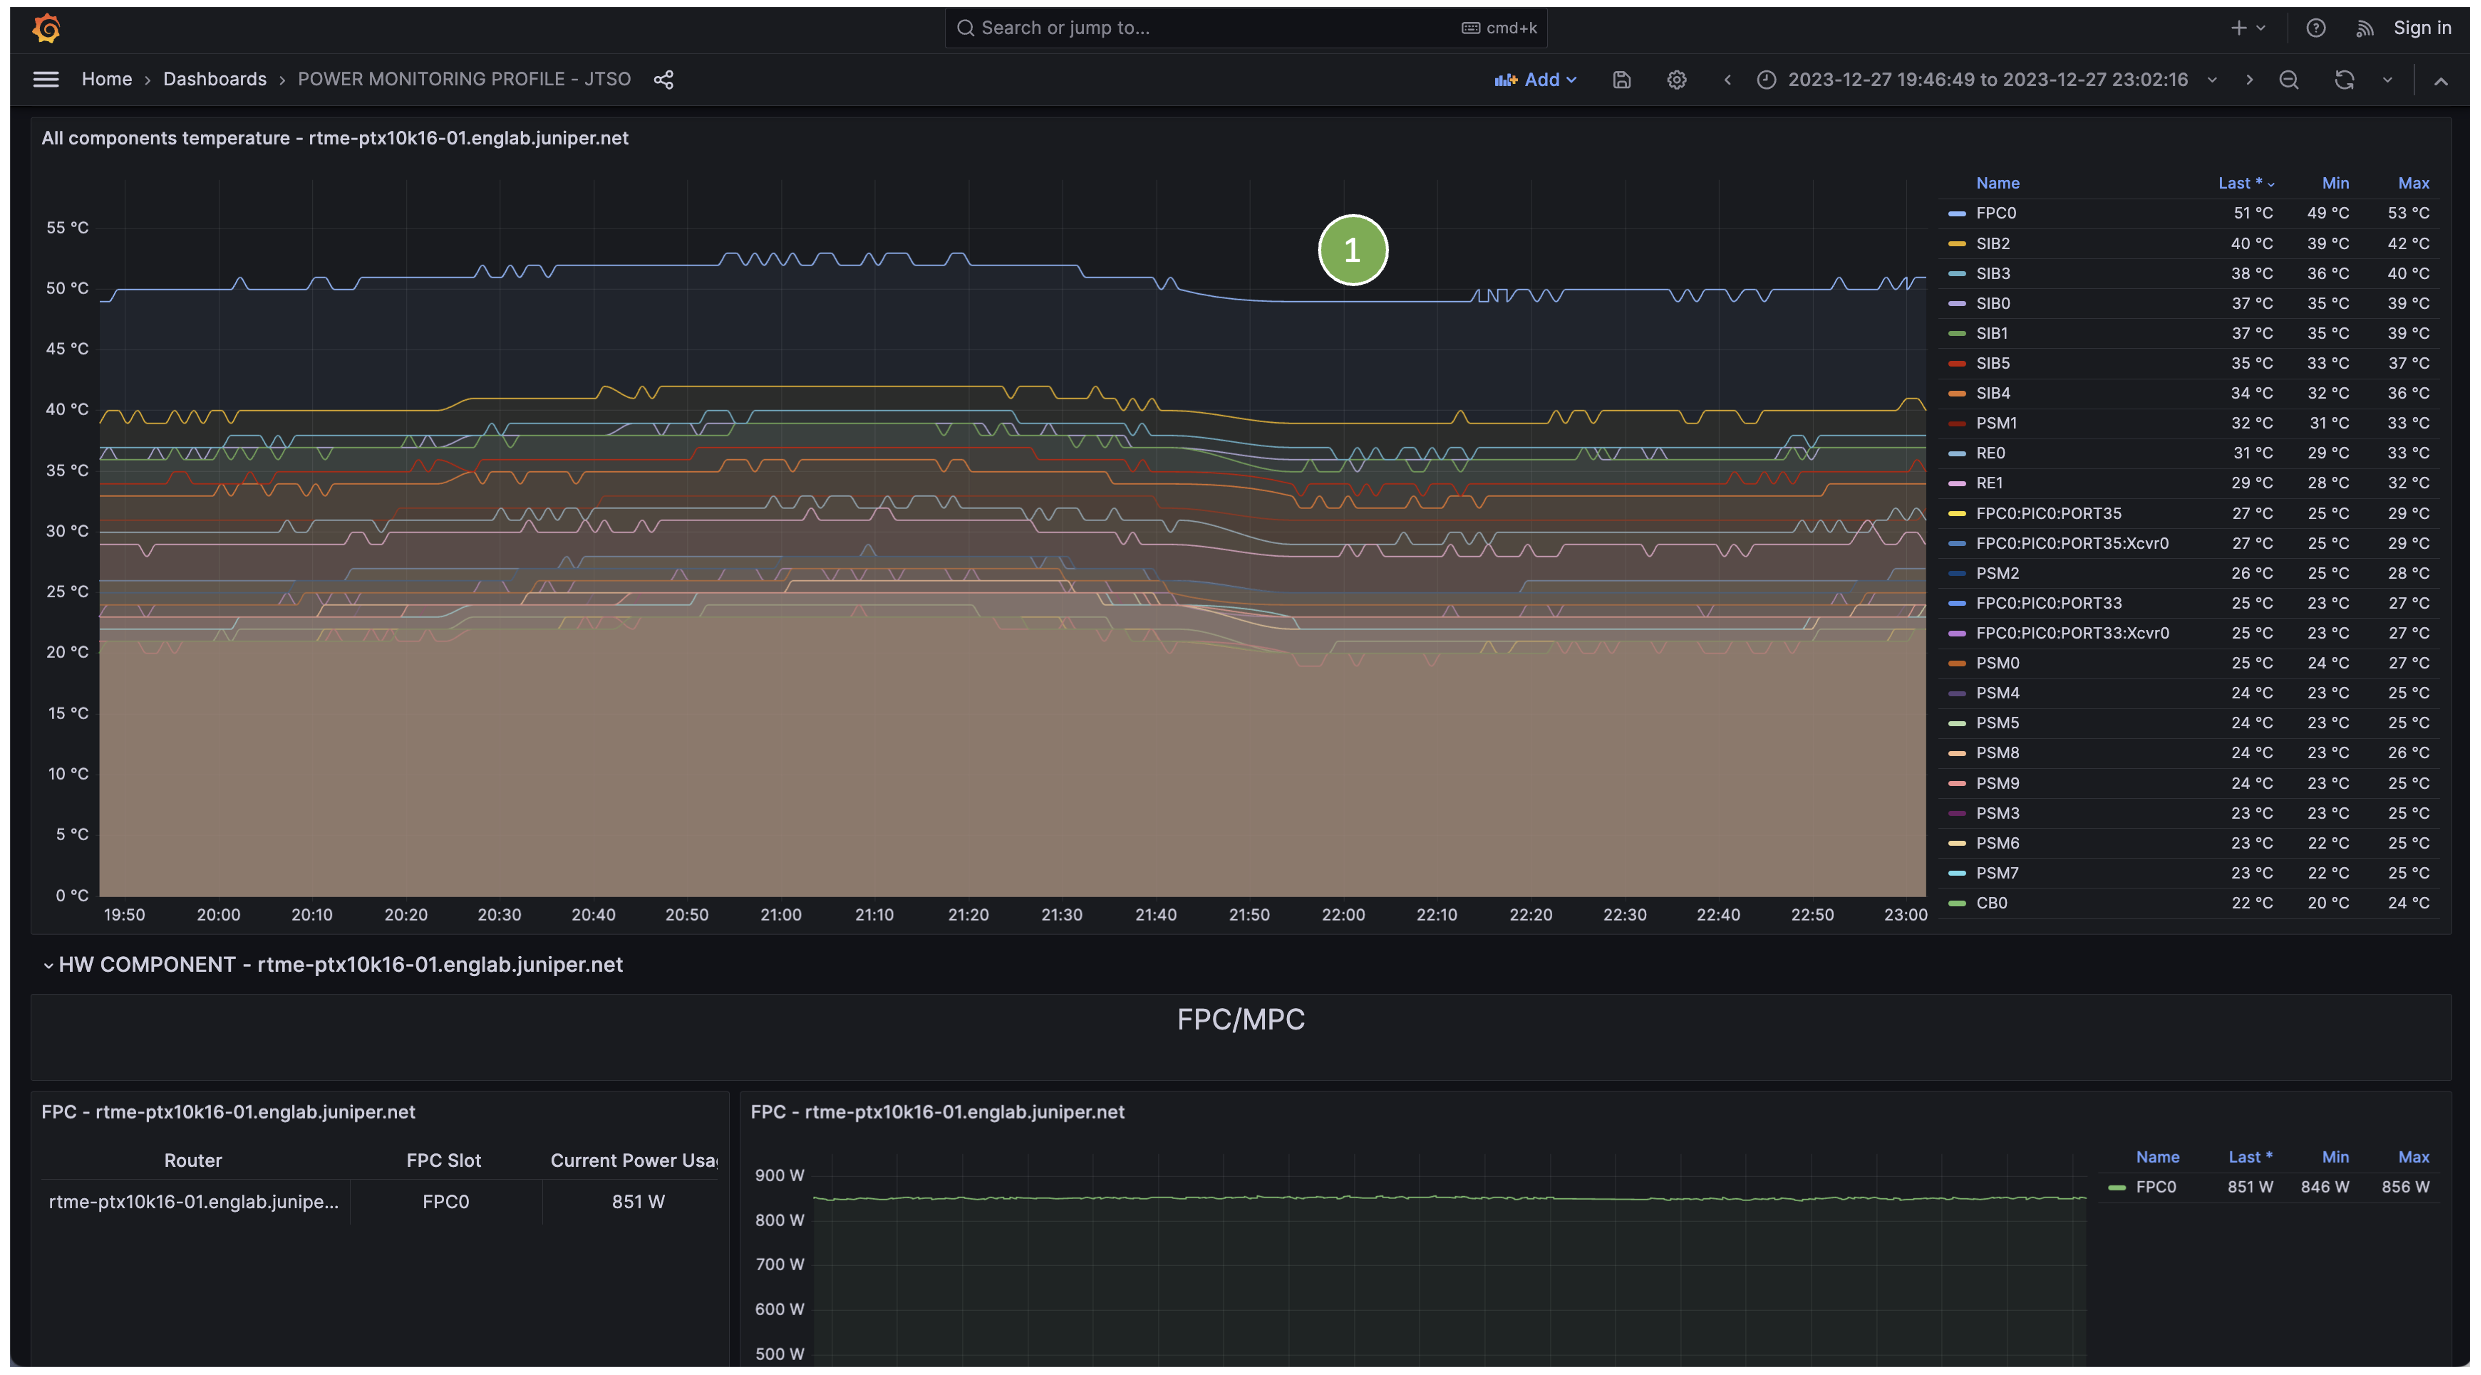 Search or jump to...
cmd+k
Sign in
Home › Dashboards › POWER MONITORING PROFILE - JTSO
Add
2023-12-27 19:46:49 to 2023-12-27 23:02:16
All components temperature - rtme-ptx10k16-01.englab.juniper.net
55 °C
50 °C
45 °C
40 °C
35 °C
30 °C
25 °C
20 °C
15 °C
10 °C
5 °C
0 °C
1
19:50 20:00 20:10 20:20 20:30 20:40 20:50 21:00 21:10 21:20 21:30 21:40 21:50 22:00 22:10 22:20 22:30 22:40 22:50 23:00
Name Last * Min Max
FPC0 51 °C 49 °C 53 °C
SIB2 40 °C 39 °C 42 °C
SIB3 38 °C 36 °C 40 °C
SIB0 37 °C 35 °C 39 °C
SIB1 37 °C 35 °C 39 °C
SIB5 35 °C 33 °C 37 °C
SIB4 34 °C 32 °C 36 °C
PSM1 32 °C 31 °C 33 °C
RE0 31 °C 29 °C 33 °C
RE1 29 °C 28 °C 32 °C
FPC0:PIC0:PORT35 27 °C 25 °C 29 °C
FPC0:PIC0:PORT35:Xcvr0 27 °C 25 °C 29 °C
PSM2 26 °C 25 °C 28 °C
FPC0:PIC0:PORT33 25 °C 23 °C 27 °C
FPC0:PIC0:PORT33:Xcvr0 25 °C 23 °C 27 °C
PSM0 25 °C 24 °C 27 °C
PSM4 24 °C 23 °C 25 °C
PSM5 24 °C 23 °C 25 °C
PSM8 24 °C 23 °C 26 °C
PSM9 24 °C 23 °C 25 °C
PSM3 23 °C 23 °C 25 °C
PSM6 23 °C 22 °C 25 °C
PSM7 23 °C 22 °C 25 °C
CB0 22 °C 20 °C 24 °C
HW COMPONENT - rtme-ptx10k16-01.englab.juniper.net
FPC/MPC
FPC - rtme-ptx10k16-01.englab.juniper.net
Router FPC Slot Current Power Usag
rtme-ptx10k16-01.englab.junipe... FPC0 851 W
FPC - rtme-ptx10k16-01.englab.juniper.net
900 W
800 W
700 W
600 W
500 W
Name Last * Min Max
FPC0 851 W 846 W 856 W